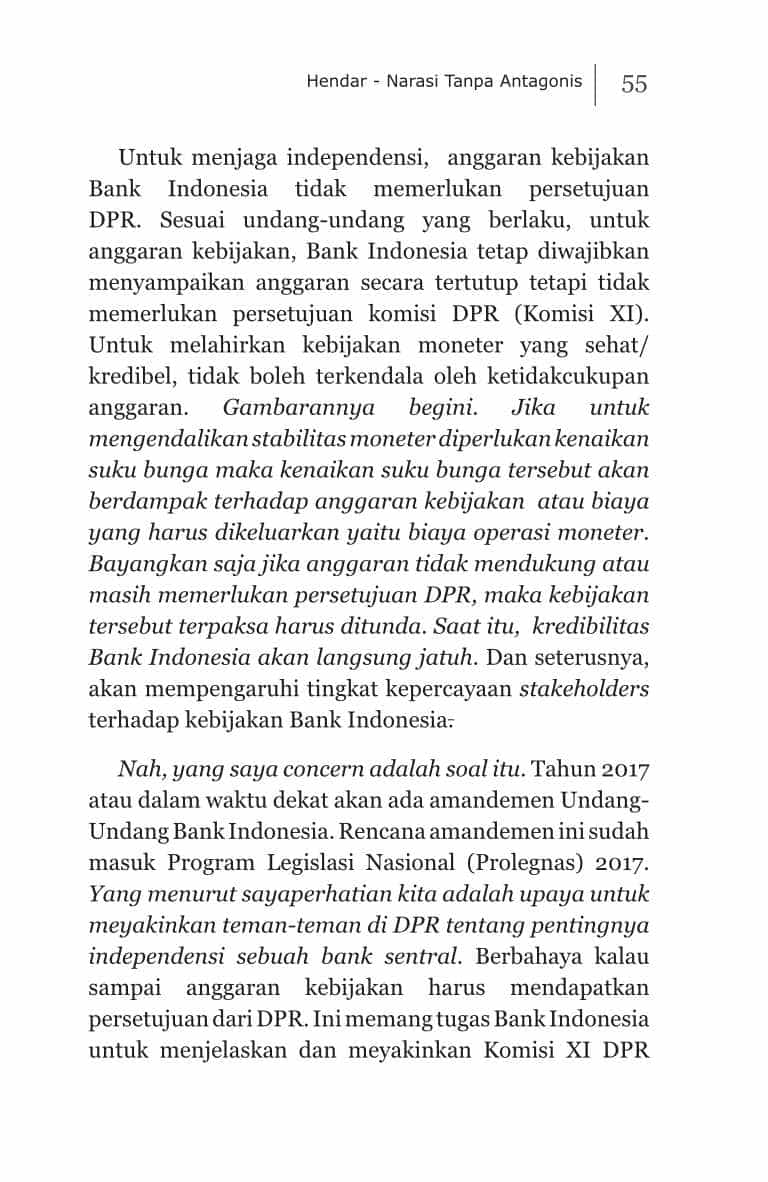 Hendar - Narasi Tanpa Antagonis 55
Untuk menjaga independensi, anggaran kebijakan
Bank Indonesia tidak memerlukan persetujuan
DPR. Sesuai undang-undang yang berlaku, untuk
anggaran kebijakan, Bank Indonesia tetap diwajibkan
menyampaikan anggaran secara tertutup tetapi tidak
memerlukan persetujuan komisi DPR (Komisi XI).
Untuk melahirkan kebijakan moneter yang sehat/
kredibel, tidak boleh terkendala oleh ketidakcukupan
anggaran. Gambarannya begini. Jika untuk
mengendalikan stabilitas moneter diperlukan kenaikan
suku bunga maka kenaikan suku bunga tersebut akan
berdampak terhadap anggaran kebijakan atau biaya
yang harus dikeluarkan yaitu biaya operasi moneter.
Bayangkan saja jika anggaran tidak mendukung atau
masih memerlukan persetujuan DPR, maka kebijakan
tersebut terpaksa harus ditunda. Saat itu, kredibilitas
Bank Indonesia akan langsung jatuh. Dan seterusnya,
akan mempengaruhi tingkat kepercayaan stakeholders
terhadap kebijakan Bank Indonesia.
Nah, yang saya concern adalah soal itu. Tahun 2017
atau dalam waktu dekat akan ada amandemen Undang-
Undang Bank Indonesia. Rencana amandemen ini sudah
masuk Program Legislasi Nasional (Prolegnas) 2017.
Yang menurut sayaperhatian kita adalah upaya untuk
meyakinkan teman-teman di DPR tentang pentingnya
independensi sebuah bank sentral. Berbahaya kalau
sampai anggaran kebijakan harus mendapatkan
persetujuan dari DPR. Ini memang tugas Bank Indonesia
untuk menjelaskan dan meyakinkan Komisi XI DPR